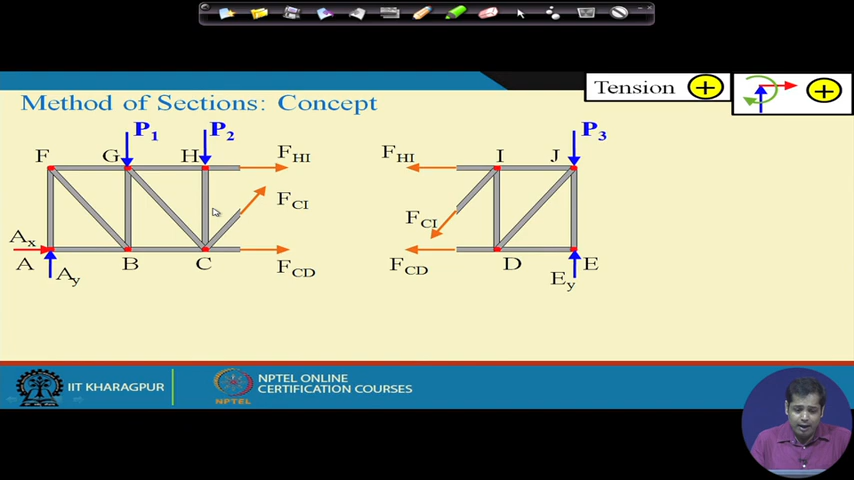 Tension +
+
Method of Sections: Concept
P1
P2
P3
F
G
H
FHI
FCI
Ax
A
Ay
B
C
FCD
FHI
I
J
FCI
FCD
D
E
Ey
IIT KHARAGPUR
NPTEL
NPTEL ONLINE
CERTIFICATION COURSES